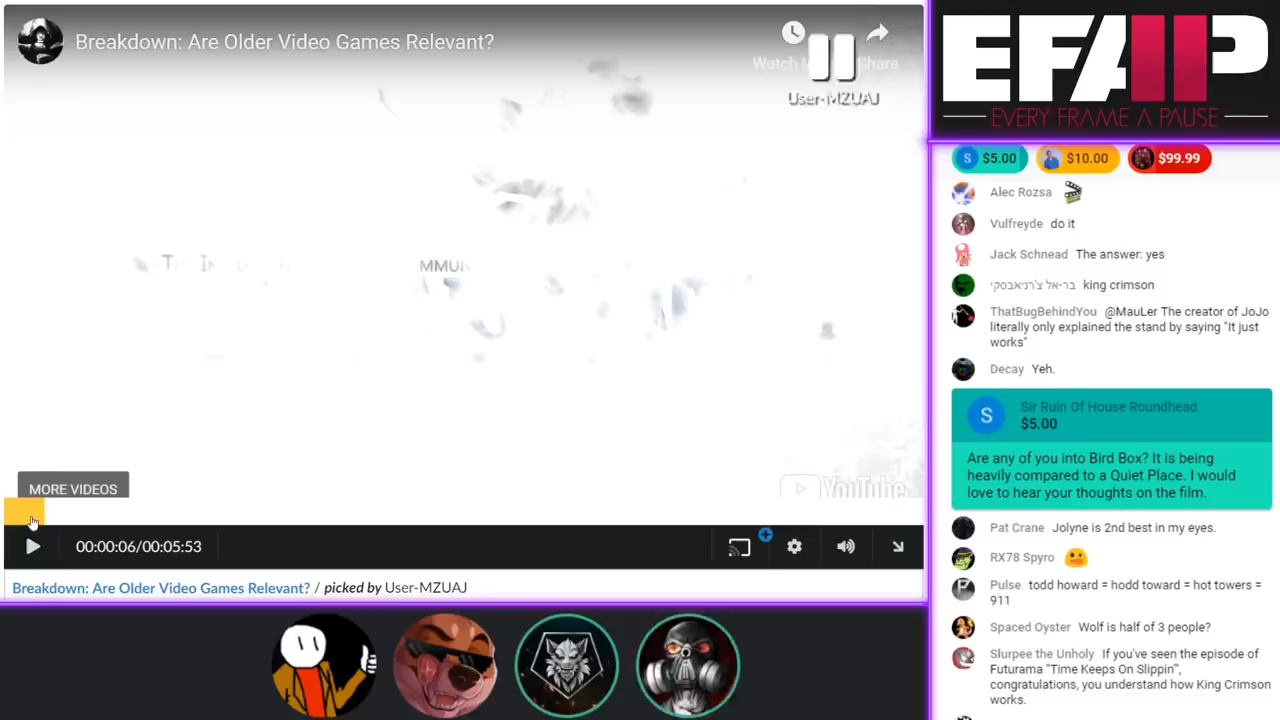 Breakdown: Are Older Video Games Relevant?
Share
User-MZUAJ
MMUN
MORE VIDEOS
YouTube
00:00:06/00:05:53
Breakdown: Are Older Video Games Relevant? / picked by User-MZUAJ
EFAP
EVERY FRAME A PAUSE
S $5.00 $10.00 $99.99
Alec Rozsa
Vulfreyde do it
Jack Schnead The answer: yes
בר-אל צ'רניאבסקי king crimson
ThatBugBehindYou @MauLer The creator of JoJo
literally only explained the stand by saying "It just
works"
Decay Yeh.
S
Sir Ruin Of House Roundhead
$5.00
Are any of you into Bird Box? It is being
heavily compared to a Quiet Place. I would
love to hear your thoughts on the film.
Pat Crane Jolyne is 2nd best in my eyes.
RX78 Spyro
Pulse todd howard = hodd toward = hot towers =
911
Spaced Oyster Wolf is half of 3 people?
Slurpee the Unholy If you've seen the episode of
Futurama "Time Keeps On Slippin",
congratulations, you understand how King Crimson
works.